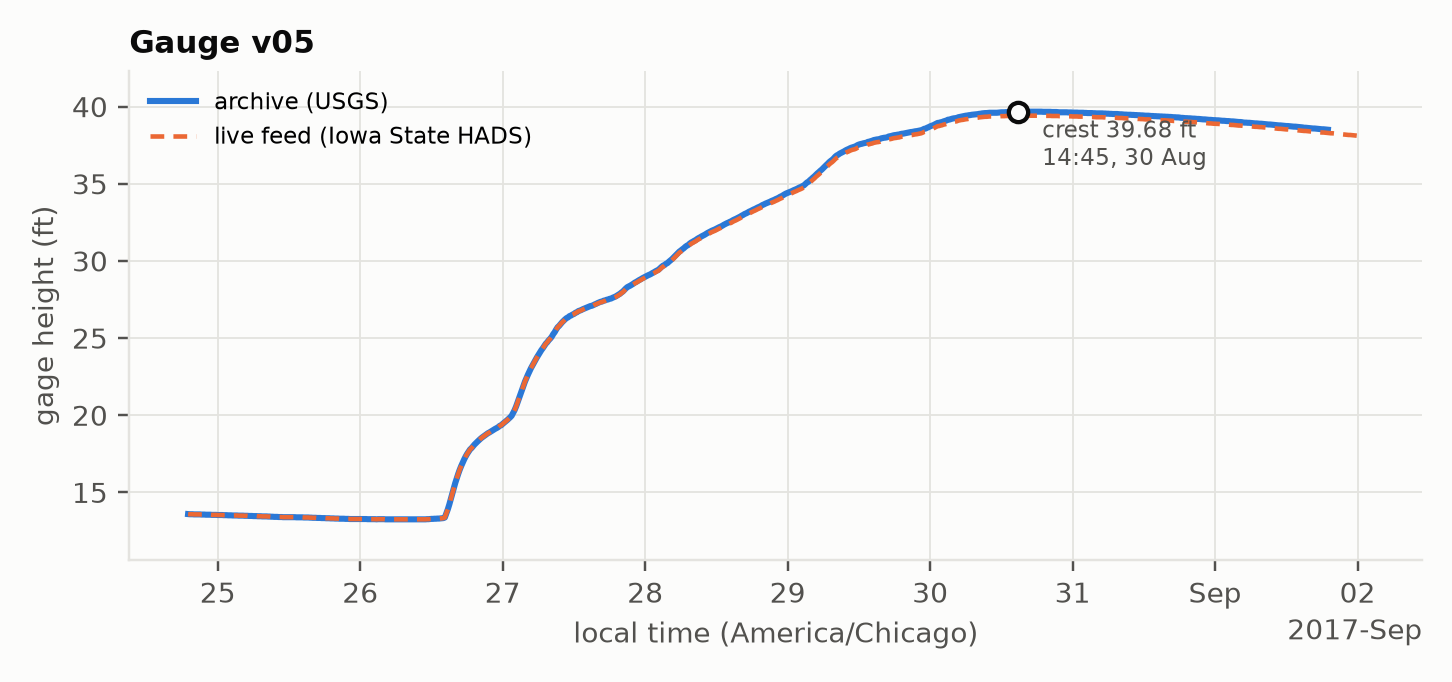 Gauge v05
archive (USGS)
live feed (Iowa State HADS)
crest 39.68 ft
14:45, 30 Aug
gage height (ft)
40
35
30
25
20
15
25
26
27
28
29
30
31
Sep
02
local time (America/Chicago)
2017-Sep